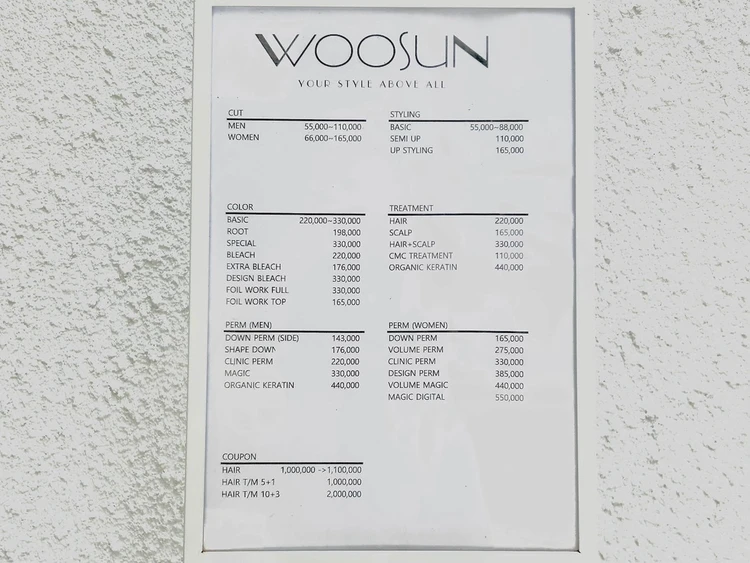 WOOSUN
YOUR STYLE ABOVE ALL
CUT
MEN 55,000~110,000
WOMEN 66,000~165,000
STYLING
BASIC 55,000~88,000
SEMI UP 110,000
UP STYLING 165,000
COLOR
BASIC 220,000~330,000
ROOT 198,000
SPECIAL 330,000
BLEACH 220,000
EXTRA BLEACH 176,000
DESIGN BLEACH 330,000
FOIL WORK FULL 330,000
FOIL WORK TOP 165,000
TREATMENT
HAIR 220,000
SCALP 165,000
HAIR+SCALP 330,000
CMC TREATMENT 110,000
ORGANIC KERATIN 440,000
PERM (MEN)
DOWN PERM (SIDE) 143,000
SHAPE DOWN 176,000
CLINIC PERM 220,000
MAGIC 330,000
ORGANIC KERATIN 440,000
PERM (WOMEN)
DOWN PERM 165,000
VOLUME PERM 275,000
CLINIC PERM 330,000
DESIGN PERM 385,000
VOLUME MAGIC 440,000
MAGIC DIGITAL 550,000
COUPON
HAIR 1,000,000 ->1,100,000
HAIR T/M 5+1 1,000,000
HAIR T/M 10+3 2,000,000